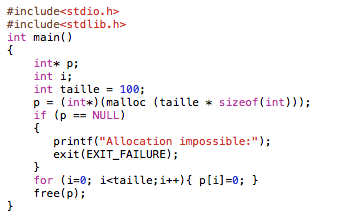 #include<stdio.h>
#include<stdlib.h>
int main()
{
    int* p;
    int i;
    int taille = 100;
    p = (int*)(malloc (taille * sizeof(int)));
    if (p == NULL)
    {
       printf("Allocation impossible:");
       exit(EXIT_FAILURE);
    }
    for (i=0; i<taille;i++){ p[i]=0; }
    free(p);
}